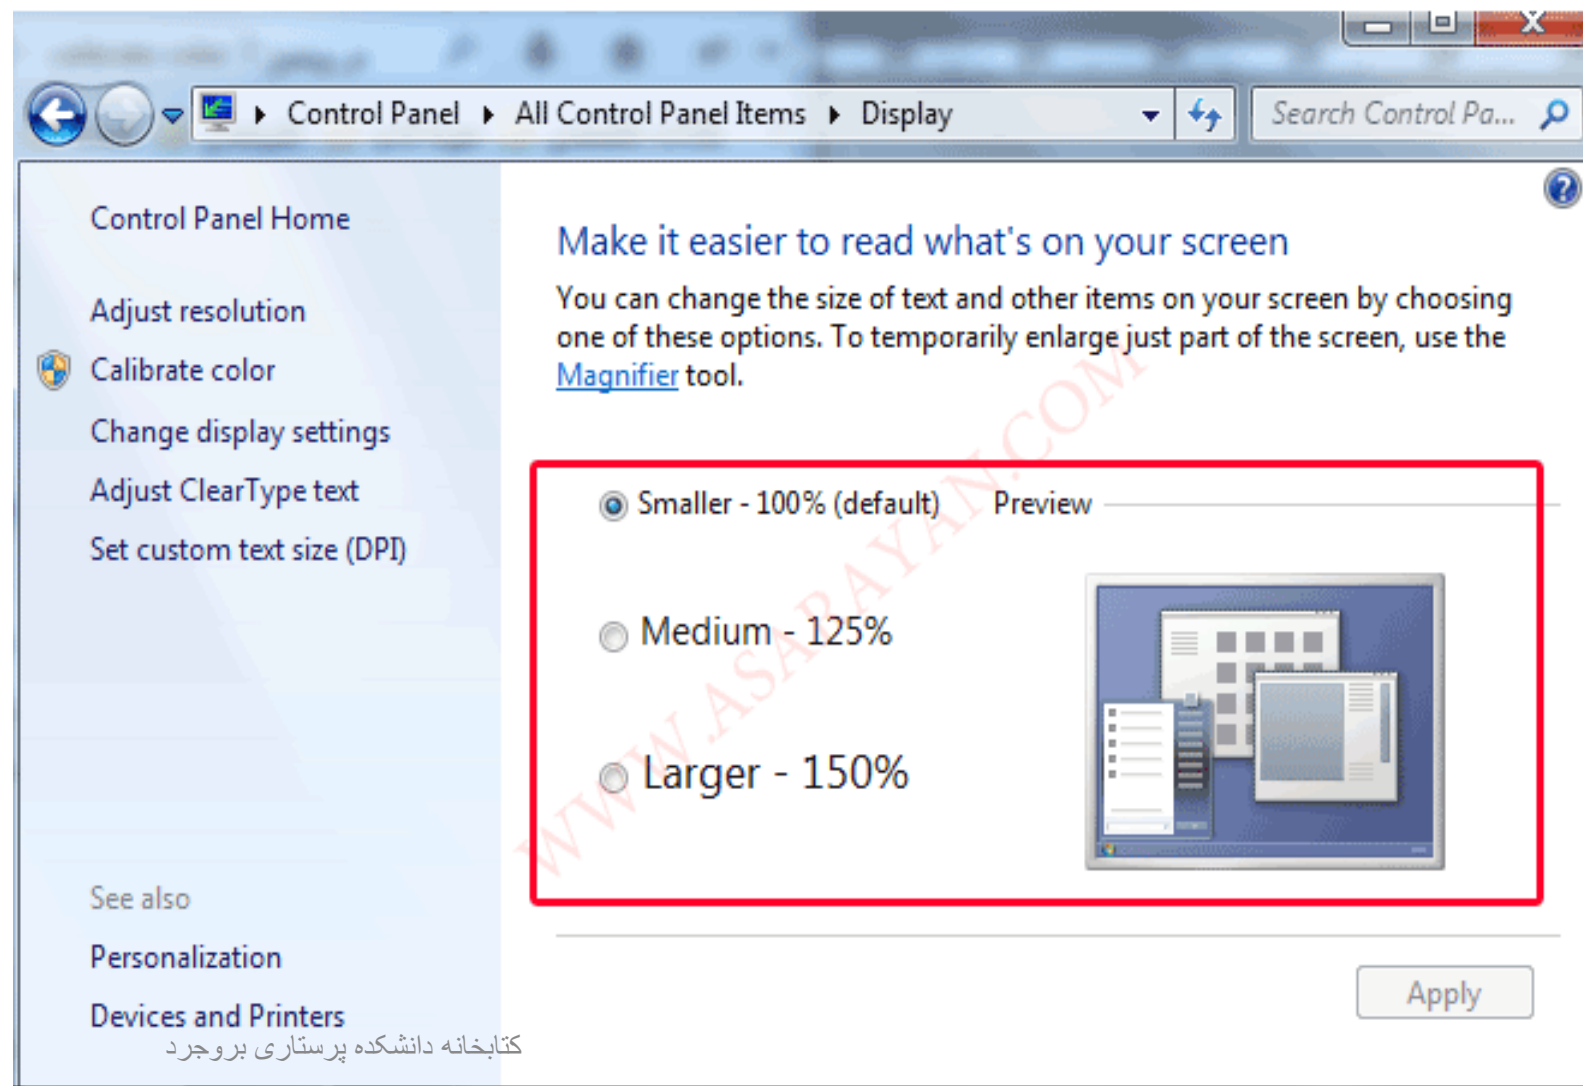 Control Panel
All Control Panel Items
Display
Search Control Pa...
Control Panel Home
Adjust resolution
Calibrate color
Change display settings
Adjust ClearType text
Set custom text size (DPI)
See also
Personalization
Devices and Printers
کتابخانه دانشکده پرستاری بروجرد
Make it easier to read what's on your screen
You can change the size of text and other items on your screen by choosing
one of these options. To temporarily enlarge just part of the screen, use the
Magnifier tool.
Smaller - 100% (default)
Preview
Medium - 125%
Larger - 150%
WWW.ASARAYAN.COM
Apply